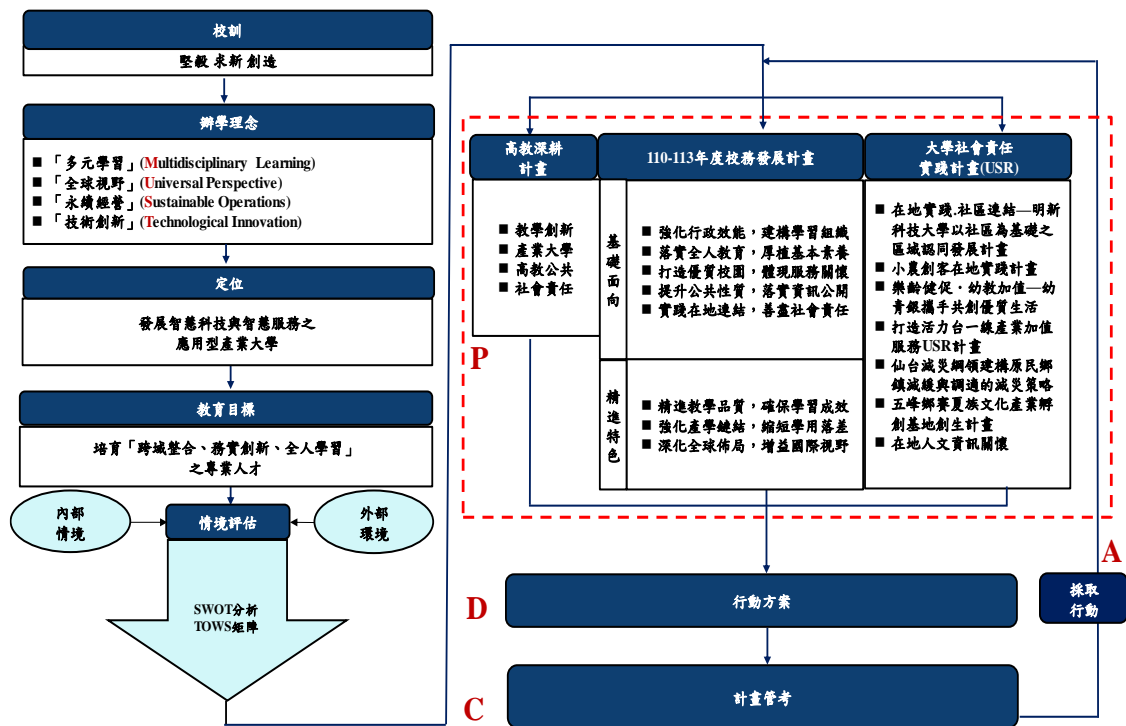 校訓
堅毅 求新 創造
辦學理念
■ 「多元學習」(Multidisciplinary Learning)
■ 「全球視野」(Universal Perspective)
■ 「永續經營」(Sustainable Operations)
■ 「技術創新」(Technological Innovation)
定位
發展智慧科技與智慧服務之
應用型產業大學
教育目標
培育「跨域整合、務實創新、全人學習」
之專業人才
內部
情境
情境評估
外部
環境
SWOT分析
TOWS矩陣
P
高教深耕
計畫
■ 教學創新
■ 產業大學
■ 高教公共
■ 社會責任
110-113年度校務發展計畫
基礎面向
■ 強化行政效能，建構學習組織
■ 落實全人教育，厚植基本素養
■ 打造優質校園，體現服務關懷
■ 提升公共性質，落實資訊公開
■ 實踐在地連結，善盡社會責任
精進特色
■ 精進教學品質，確保學習成效
■ 強化產學鏈結，縮短學用落差
■ 深化全球佈局，增益國際視野
大學社會責任
實踐計畫(USR)
■ 在地實踐.社區連結—明新
科技大學以社區為基礎之
區域認同發展計畫
■ 小農創客在地實踐計畫
■ 樂齡健促．幼教加值—幼
青銀攜手共創優質生活
■ 打造活力台一線產業加值
服務USR計畫
■ 仙台減災綱領建構原民鄉
鎮減緩與調適的減災策略
■ 五峰鄉賽夏族文化產業孵
創基地創生計畫
■ 在地人文資訊關懷
D
行動方案
C
計畫管考
A
採取
行動